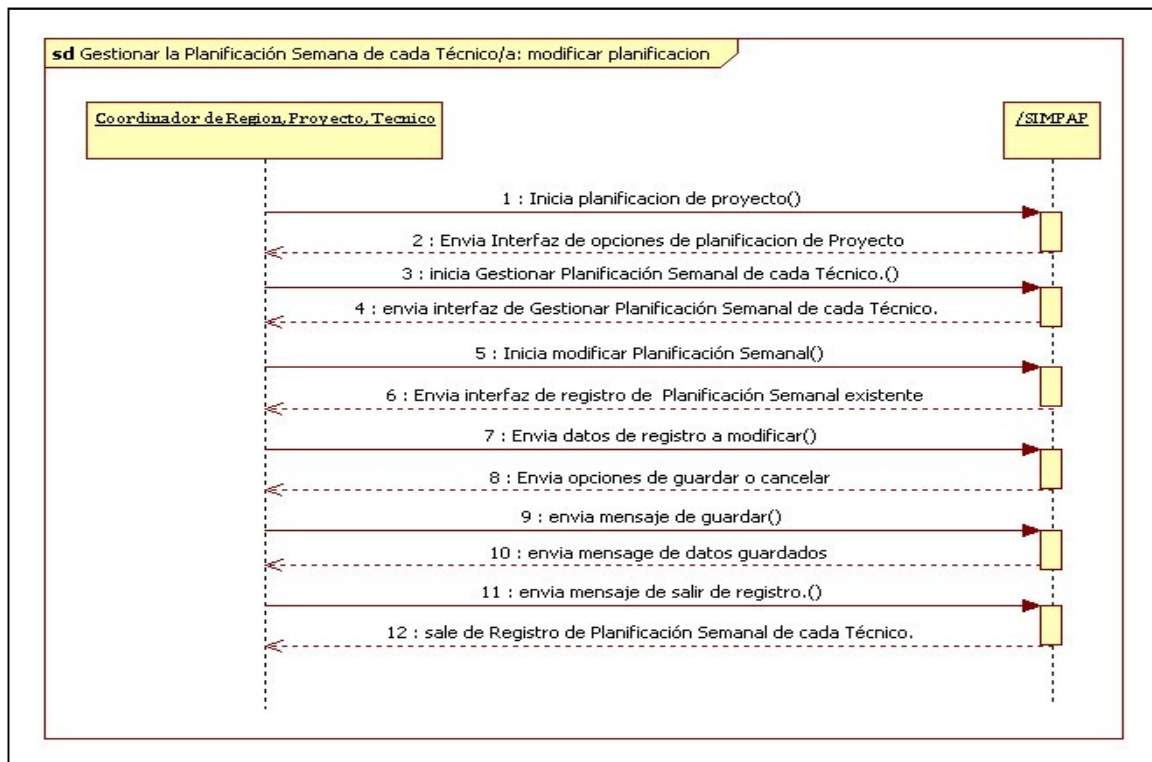 sd Gestionar la Planificación Semana de cada Técnico/a: modificar planificacion
Coordinador de Region, Proyecto, Tecnico
/SIMPAP
1 : Inicia planificacion de proyecto()
2 : Envia Interfaz de opciones de planificacion de Proyecto
3 : inicia Gestionar Planificación Semanal de cada Técnico.()
4 : envia interfaz de Gestionar Planificación Semanal de cada Técnico.
5 : Inicia modificar Planificación Semanal()
6 : Envia interfaz de registro de Planificación Semanal existente
7 : Envia datos de registro a modificar()
8 : Envia opciones de guardar o cancelar
9 : envia mensaje de guardar()
10 : envia mensage de datos guardados
11 : envia mensaje de salir de registro.()
12 : sale de Registro de Planificación Semanal de cada Técnico.